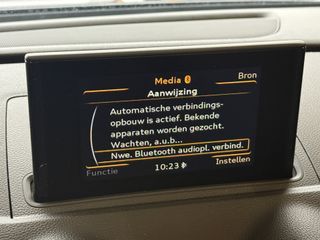 Media
Bron
Aanwijzing
Automatische verbindings-
opbouw is actief. Bekende
apparaten worden gezocht.
Wachten, a.u.b...
Nwe. Bluetooth audiopl. verbind.
Functie
10:23
Instellen